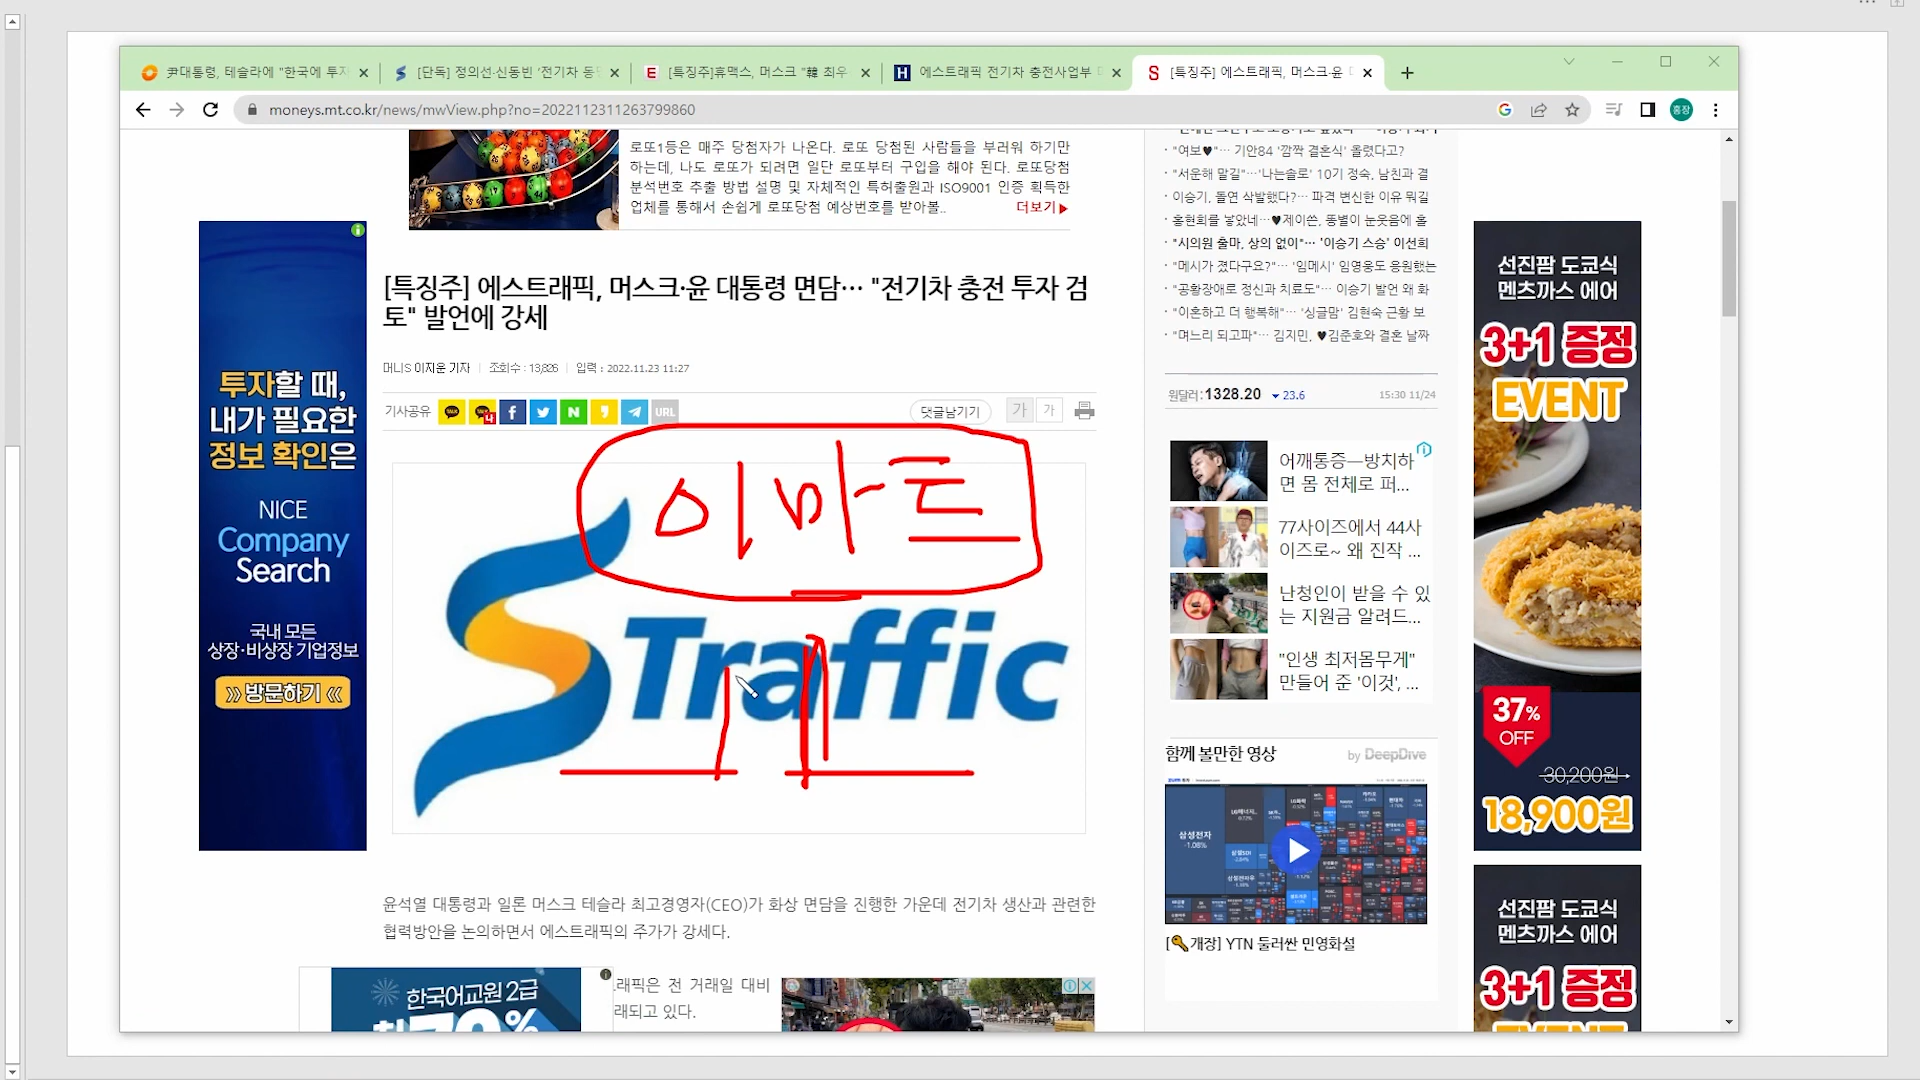 尹대통령, 테슬라에 "한국에 투자
[단독] 정의선·신동빈 '전기차 동맹
[특징주]휴맥스, 머스크 "韓 최우
에스트래픽 전기차 충전사업부
[특징주] 에스트래픽, 머스크·윤 대
moneys.mt.co.kr/news/mwView.php?no=2022112311263799860
홍장
로또1등은 매주 당첨자가 나온다. 로또 당첨된 사람들을 부러워 하기만
하는데, 나도 로또가 되려면 일단 로또부터 구입을 해야 된다. 로또당첨
분석번호 추출 방법 설명 및 자체적인 특허출원과 ISO9001 인증 획득한
업체를 통해서 손쉽게 로또당첨 예상번호를 받아볼.. 더보기▶
[특징주] 에스트래픽, 머스크·윤 대통령 면담… "전기차 충전 투자 검
토" 발언에 강세
머니S 이지운 기자 | 조회수 : 13,826 | 입력 : 2022.11.23 11:27
기사공유
TALK
TALK 나
f
N
URL
댓글남기기
가 가
이마트
STraffic
윤석열 대통령과 일론 머스크 테슬라 최고경영자(CEO)가 화상 면담을 진행한 가운데 전기차 생산과 관련한
협력방안을 논의하면서 에스트래픽의 주가가 강세다.
래픽은 전 거래일 대비
래되고 있다.
한국어교원 2급
투자할 때,
내가 필요한
정보 확인은
NICE
Company
Search
국내 모든
상장·비상장 기업정보
》방문하기《
· "여보♥"… 기안84 '깜짝 결혼식' 올렸다고?
· "서운해 말길"…'나는솔로' 10기 정숙, 남친과 결
· 이승기, 돌연 삭발했다?… 파격 변신한 이유 뭐길
· 홍현희를 낳았네…♥제이쓴, 똥별이 눈웃음에 홀
· "시의원 출마, 상의 없이"… '이승기 스승' 이선희
· "메시가 졌다구요?"… '임메시' 임영웅도 응원했는
· "공황장애로 정신과 치료도"… 이승기 발언 왜 화
· "이혼하고 더 행복해"… '싱글맘' 김현숙 근황 보
· "며느리 되고파"… 김지민, ♥김준호와 결혼 날짜
원달러: 1328.20 ▼ 23.6 15:30 11/24
어깨통증—방치하
면 몸 전체로 퍼...
77사이즈에서 44사
이즈로~ 왜 진작 ...
난청인이 받을 수 있
는 지원금 알려드...
"인생 최저몸무게"
만들어 준 '이것', ...
함께 볼만한 영상 by DeepDive
삼성전자
-1.08%
[🔑개장] YTN 둘러싼 민영화설
선진팜 도쿄식
멘츠까스 에어
3+1 증정
EVENT
37%
OFF
30,200원
18,900원
선진팜 도쿄식
멘츠까스 에어
3+1 증정